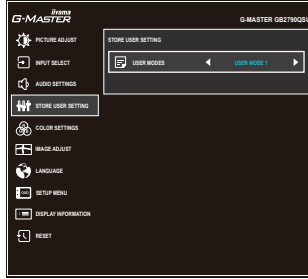 iiyama
G-MASTER
G-MASTER GB2790QSU
PICTURE ADJUST
STORE USER SETTING
INPUT SELECT
USER MODES
USER MODE 1
AUDIO SETTINGS
STORE USER SETTING
COLOR SETTINGS
IMAGE ADJUST
LANGUAGE
OSD
SETUP MENU
DISPLAY INFORMATION
RESET